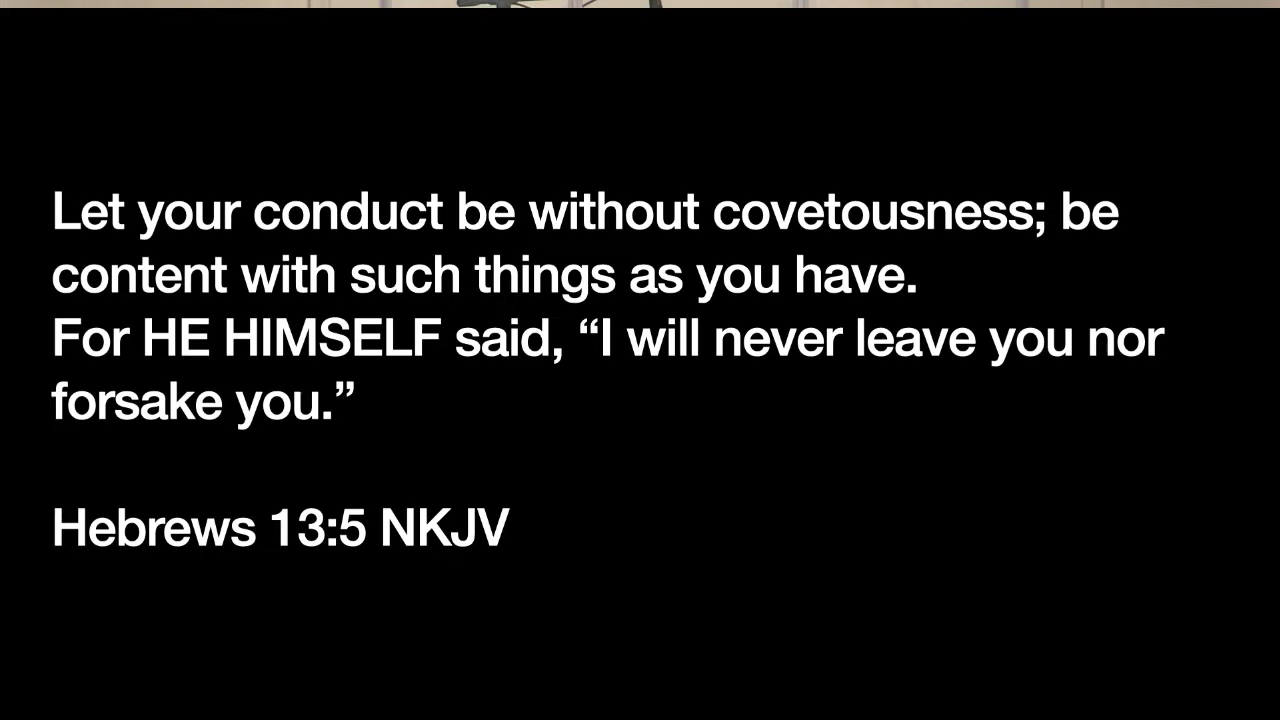 Let your conduct be without covetousness; be
content with such things as you have.
For HE HIMSELF said, “I will never leave you nor
forsake you.”
Hebrews 13:5 NKJV